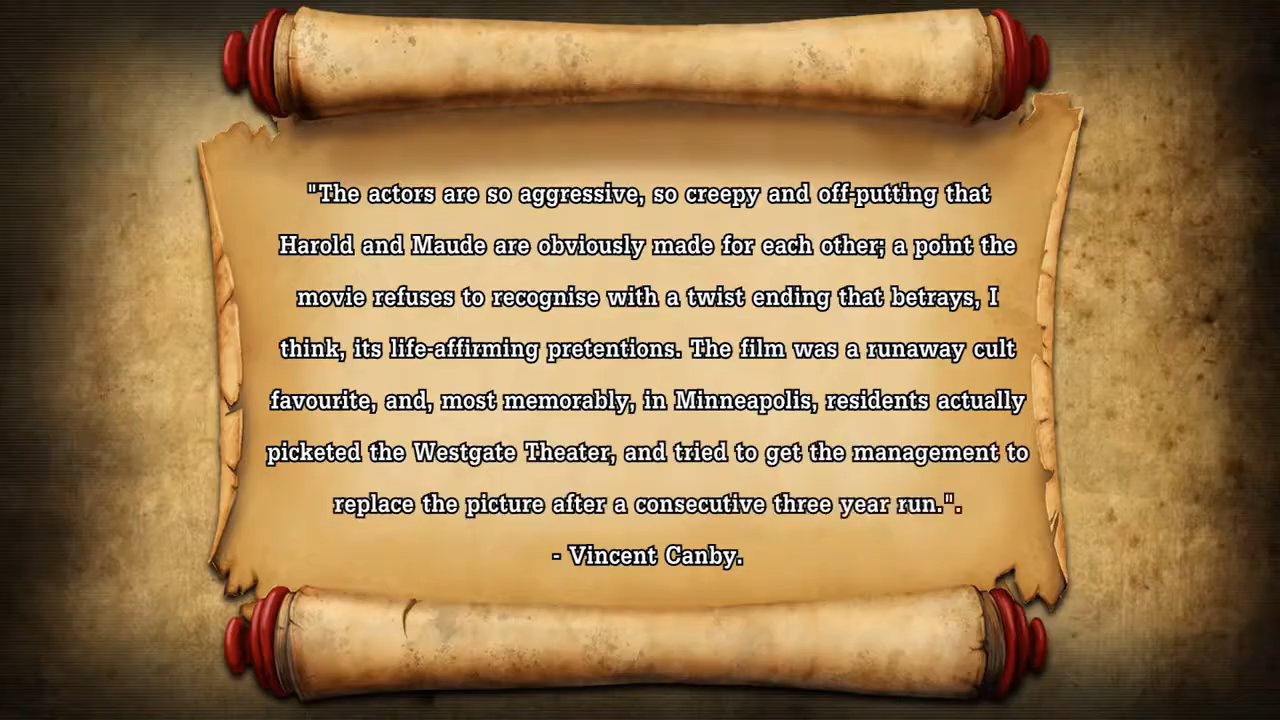 "The actors are so aggressive, so creepy and off-putting that
Harold and Maude are obviously made for each other; a point the
movie refuses to recognise with a twist ending that betrays, I
think, its life-affirming pretentions. The film was a runaway cult
favourite, and, most memorably, in Minneapolis, residents actually
picketed the Westgate Theater, and tried to get the management to
replace the picture after a consecutive three year run.".
- Vincent Canby.